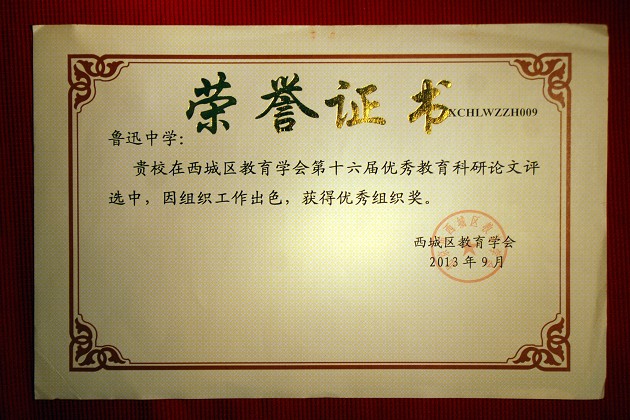 荣誉证书
XCHLWZZH009
鲁迅中学：
贵校在西城区教育学会第十六届优秀教育科研论文评
选中，因组织工作出色，获得优秀组织奖。
西城区教育学会
2013年9月